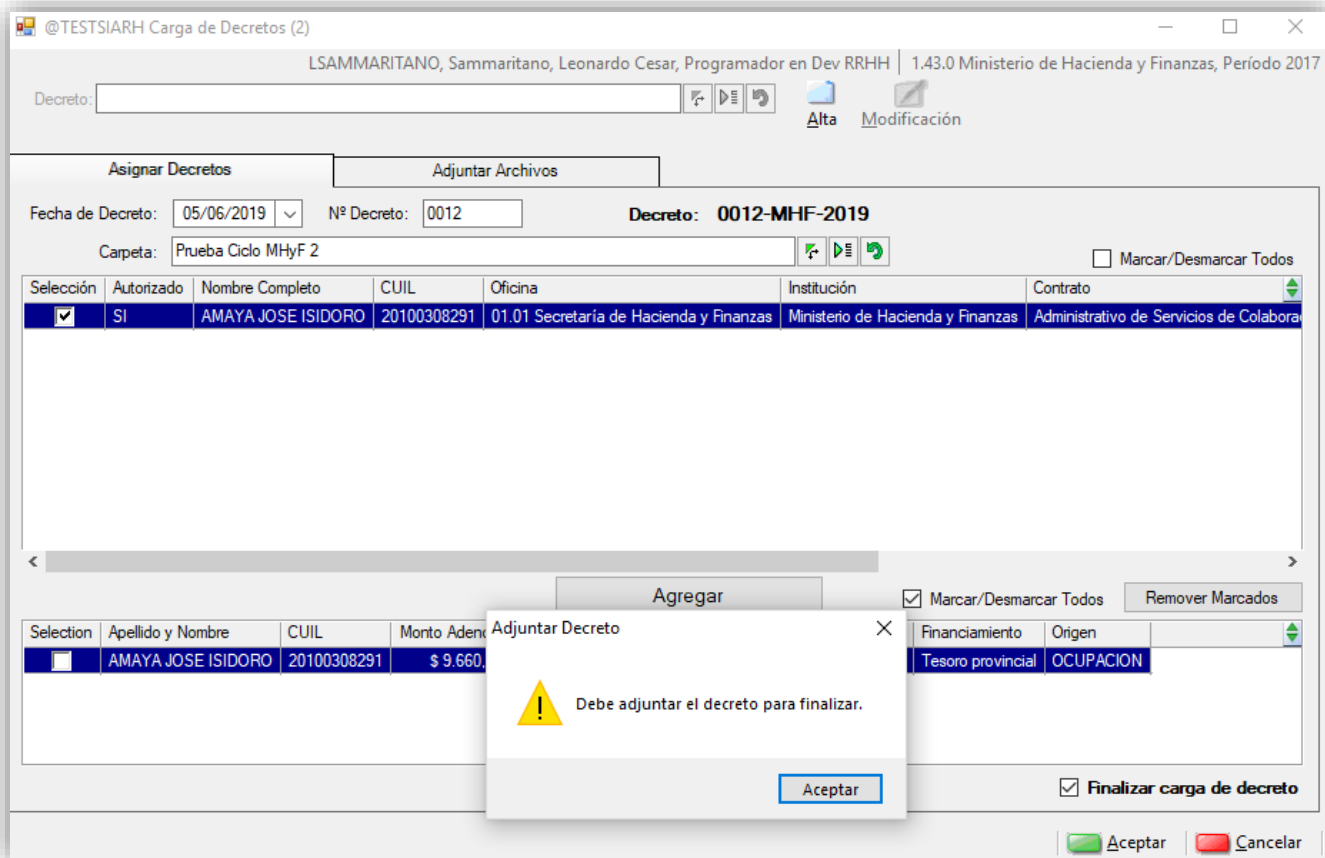 @TESTSIARH Carga de Decretos (2)
LSAMMARITANO, Sammaritano, Leonardo Cesar, Programador en Dev RRHH | 1.43.0 Ministerio de Hacienda y Finanzas, Período 2017
Decreto:
Alta Modificación
Asignar Decretos Adjuntar Archivos
Fecha de Decreto: 05/06/2019 Nº Decreto: 0012 Decreto: 0012-MHF-2019
Carpeta: Prueba Ciclo MHyF 2
Marcar/Desmarcar Todos
Selección Autorizado Nombre Completo CUIL Oficina Institución Contrato
SI AMAYA JOSE ISIDORO 20100308291 01.01 Secretaría de Hacienda y Finanzas Ministerio de Hacienda y Finanzas Administrativo de Servicios de Colabora
Agregar Marcar/Desmarcar Todos Remover Marcados
Selection Apellido y Nombre CUIL Monto Aden Financiamiento Origen
AMAYA JOSE ISIDORO 20100308291 $ 9.660, Tesoro provincial OCUPACION
Adjuntar Decreto
Debe adjuntar el decreto para finalizar.
Aceptar
Finalizar carga de decreto
Aceptar Cancelar